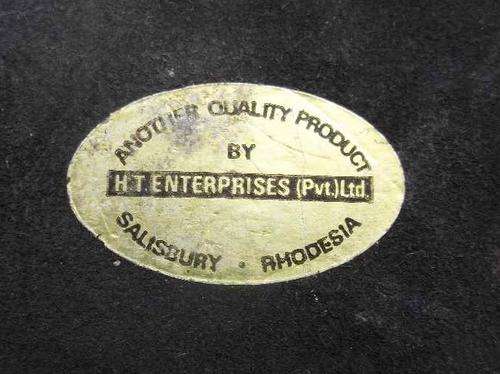 ANOTHER QUALITY PRODUCT
BY
H.T. ENTERPRISES (Pvt.) Ltd.
SALISBURY • RHODESIA